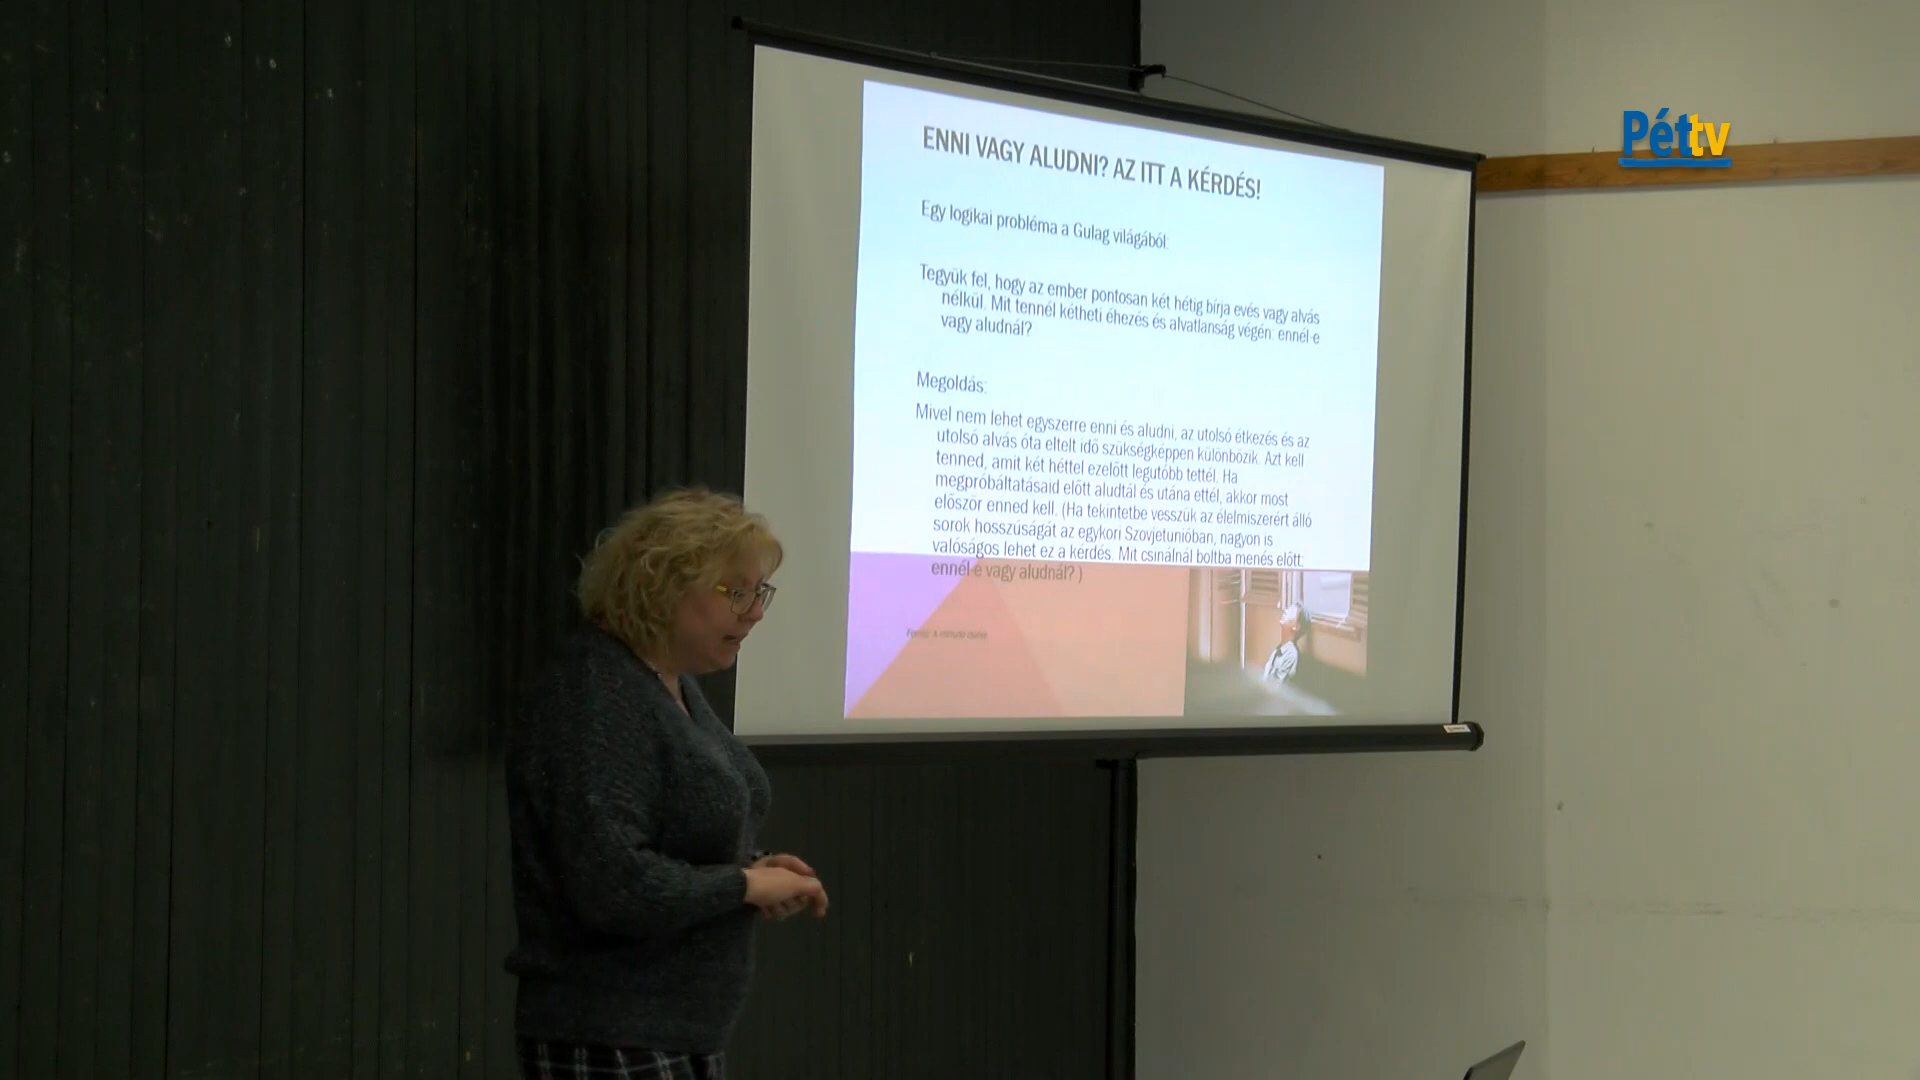 Péttv
ENNI VAGY ALUDNI? AZ ITT A KÉRDÉS!
Egy logikai probléma a Gulag világából:
Tegyük fel, hogy az ember pontosan két hétig bírja evés vagy alvás
nélkül. Mit tennél kétheti éhezés és alvatlanság végén: ennél-e
vagy aludnál?
Megoldás:
Mivel nem lehet egyszerre enni és aludni, az utolsó étkezés és az
utolsó alvás óta eltelt idő szükségképpen különbözik. Azt kell
tenned, amit két héttel ezelőtt legutóbb tettél. Ha
megpróbáltatásaid előtt aludtál és utána ettél, akkor most
először enned kell. (Ha tekintetbe vesszük az élelmiszerért álló
sorok hosszúságát az egykori Szovjetunióban, nagyon is
valóságos lehet ez a kérdés. Mit csinálnál boltba menés előtt:
ennél-e vagy aludnál? )